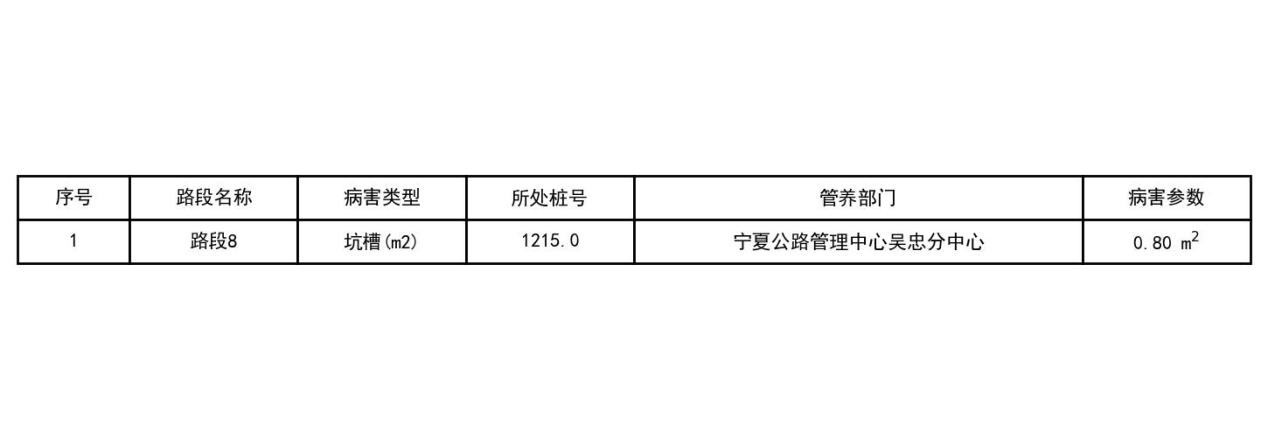 序号 路段名称 病害类型 所处桩号 管养部门 病害参数
1 路段8 坑槽(m2) 1215.0 宁夏公路管理中心吴忠分中心 0.80 m²